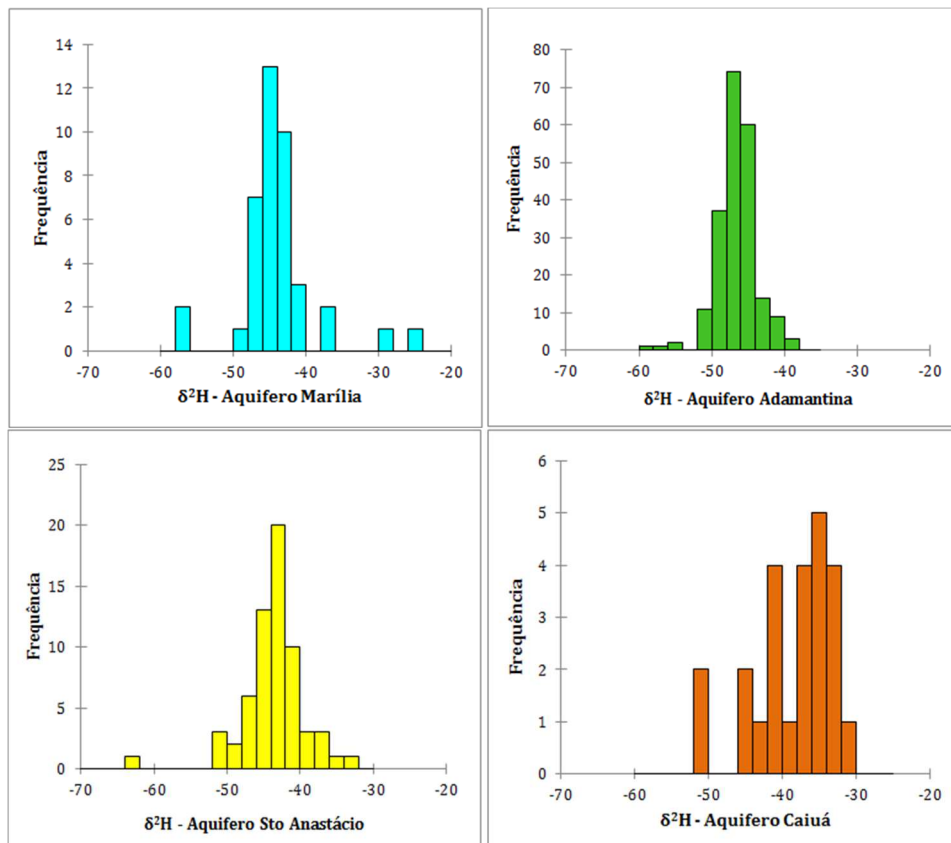 14
12
10
8
6
4
2
0
Frequência
-70 -60 -50 -40 -30 -20
δ²H - Aquifero Marília
80
70
60
50
40
30
20
10
0
Frequência
-70 -60 -50 -40 -30 -20
δ²H - Aquifero Adamantina
25
20
15
10
5
0
Frequência
-70 -60 -50 -40 -30 -20
δ²H - Aquifero Sto Anastácio
6
5
4
3
2
1
0
Frequência
-70 -60 -50 -40 -30 -20
δ²H - Aquifero Caiuá